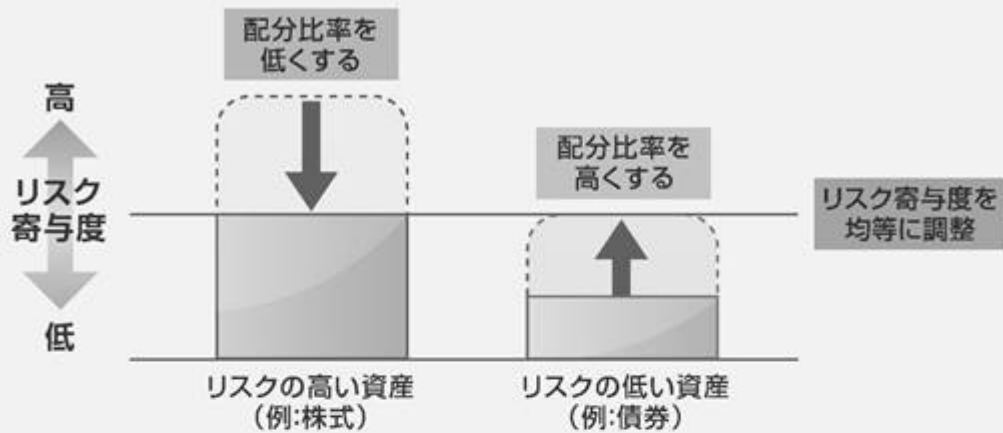 配分比率を
低くする
高
リスク
寄与度
低
配分比率を
高くする
リスク寄与度を
均等に調整
リスクの高い資産
（例：株式）
リスクの低い資産
（例：債券）